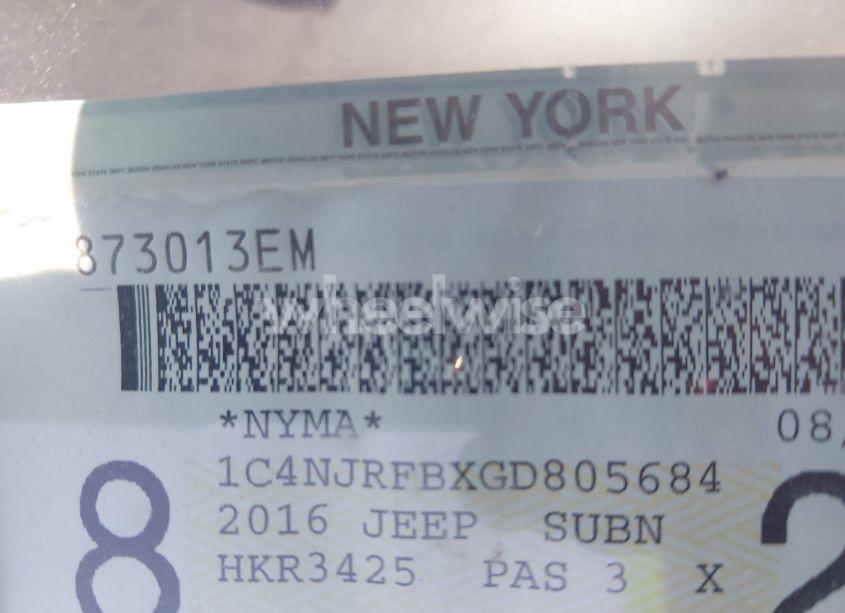 NEW YORK
873013EM
wheelwise
*NYMA* 08
1C4NJRFBXGD805684
2016 JEEP SUBN
HKR3425 PAS 3 X
8 2